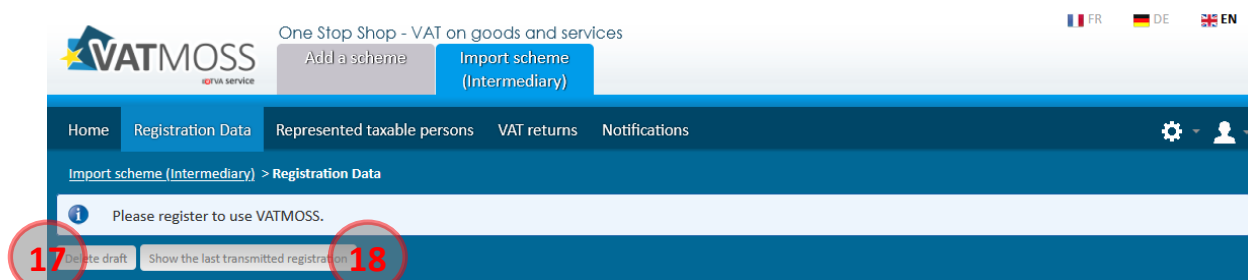 FR DE EN
One Stop Shop - VAT on goods and services
VATMOSS
TVA service
Add a scheme
Import scheme
(Intermediary)
Home Registration Data Represented taxable persons VAT returns Notifications
Import scheme (Intermediary) > Registration Data
Please register to use VATMOSS.
17 Delete draft Show the last transmitted registration 18